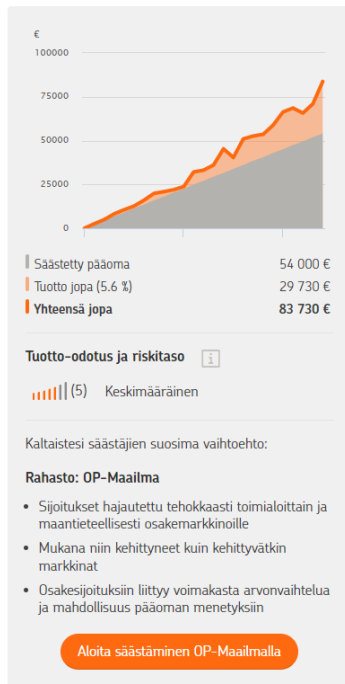 €
100000
75000
50000
25000
0
Säästetty pääoma 54 000 €
Tuotto jopa (5.6 %) 29 730 €
Yhteensä jopa 83 730 €
Tuotto-odotus ja riskitaso i
(5) Keskimääräinen
Kaltaistesi säästäjien suosima vaihtoehto:
Rahasto: OP-Maailma
• Sijoitukset hajautettu tehokkaasti toimialoittain ja
maantieteellisesti osakemarkkinoille
• Mukana niin kehittyneet kuin kehittyvätkin
markkinat
• Osakesijoituksiin liittyy voimakasta arvonvaihtelua
ja mahdollisuus pääoman menetyksiin
Aloita säästäminen OP-Maailmalla